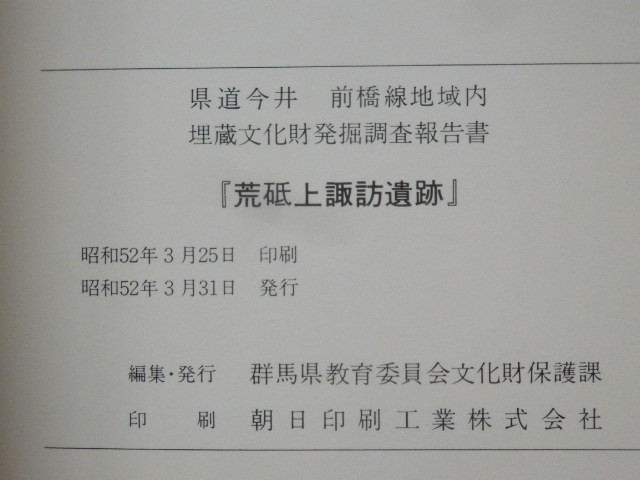 県道今井　前橋線地域内
埋蔵文化財発掘調査報告書
『荒砥上諏訪遺跡』
昭和52年3月25日　印刷
昭和52年3月31日　発行
編集・発行　群馬県教育委員会文化財保護課
印　　刷　朝日印刷工業株式会社